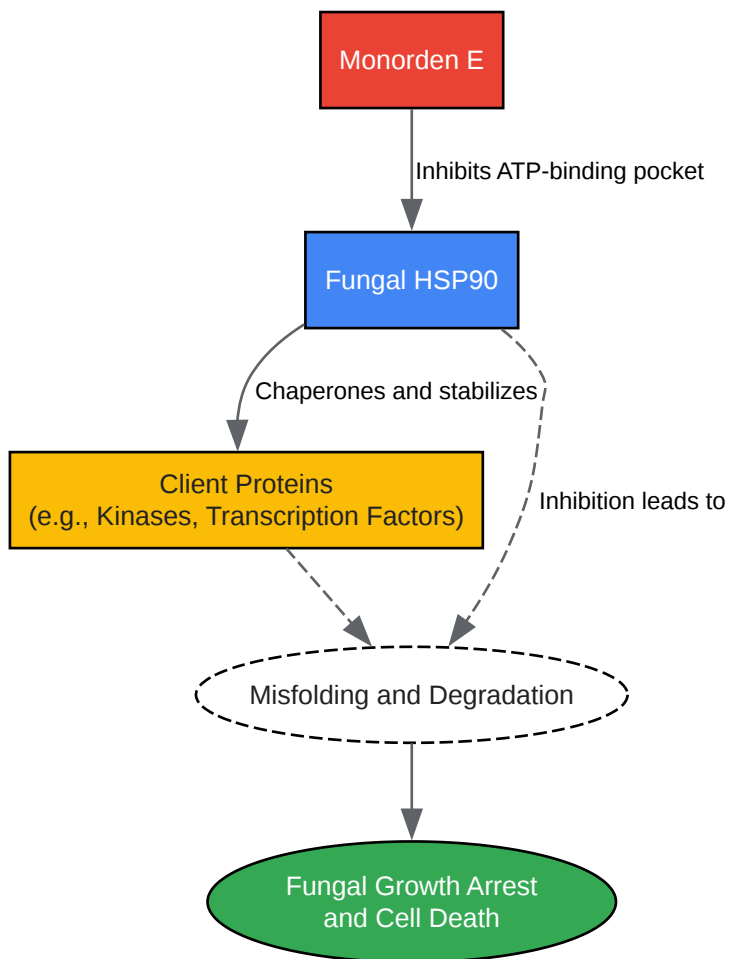 Monorden E
Inhibits ATP-binding pocket
Fungal HSP90
Chaperones and stabilizes
Client Proteins
(e.g., Kinases, Transcription Factors)
Inhibition leads to
Misfolding and Degradation
Fungal Growth Arrest
and Cell Death